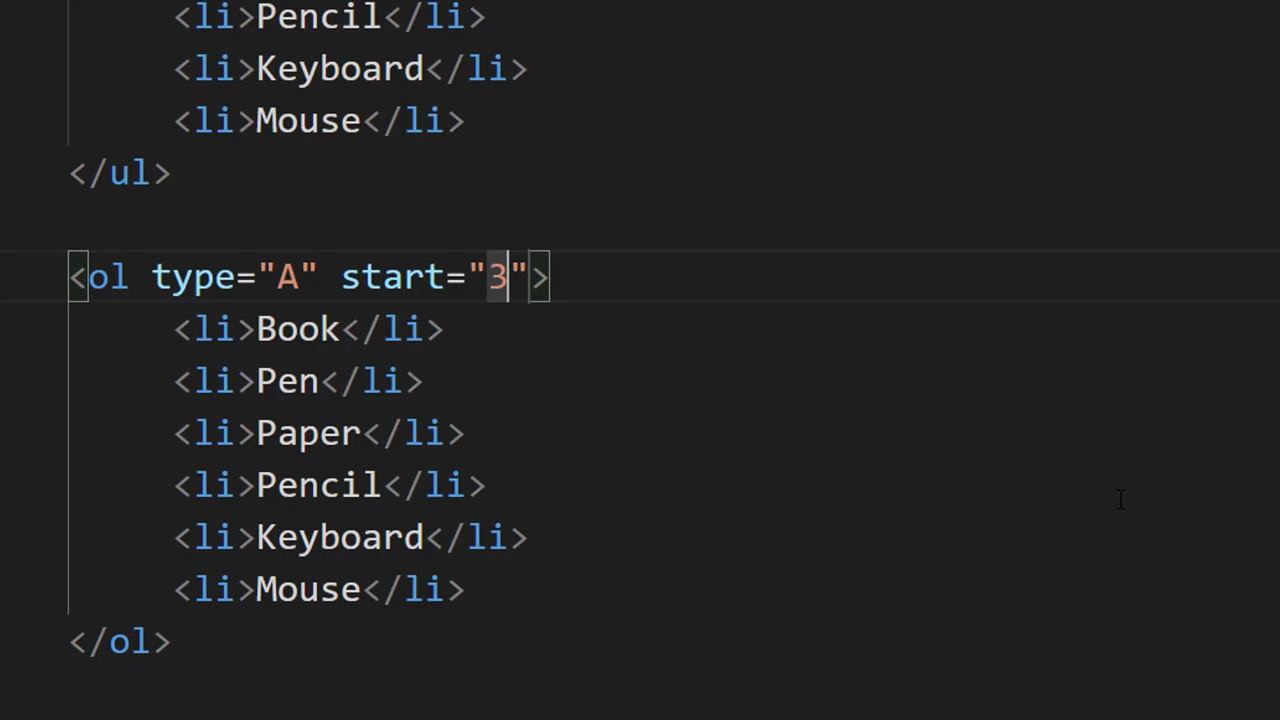 <li>Pencil</li>
<li>Keyboard</li>
<li>Mouse</li>
</ul>
<ol type="A" start="3">
<li>Book</li>
<li>Pen</li>
<li>Paper</li>
<li>Pencil</li>
<li>Keyboard</li>
<li>Mouse</li>
</ol>